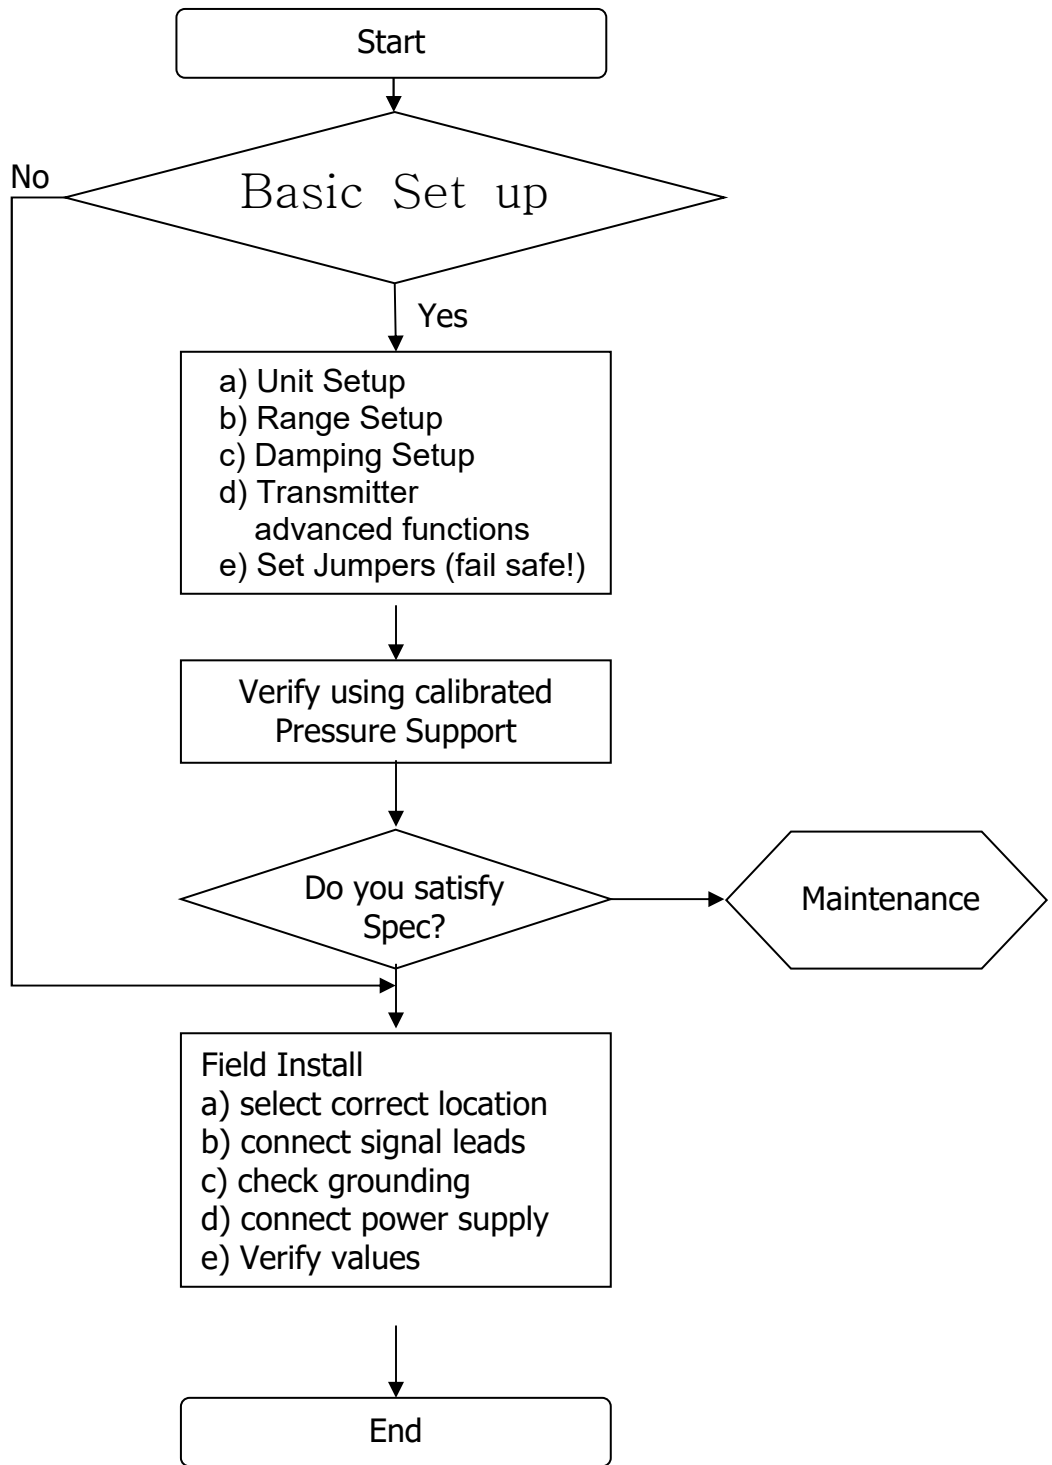 Start
No
Basic Set up
Yes
a) Unit Setup
b) Range Setup
c) Damping Setup
d) Transmitter
advanced functions
e) Set Jumpers (fail safe!)
Verify using calibrated
Pressure Support
Do you satisfy
Spec?
Maintenance
Field Install
a) select correct location
b) connect signal leads
c) check grounding
d) connect power supply
e) Verify values
End